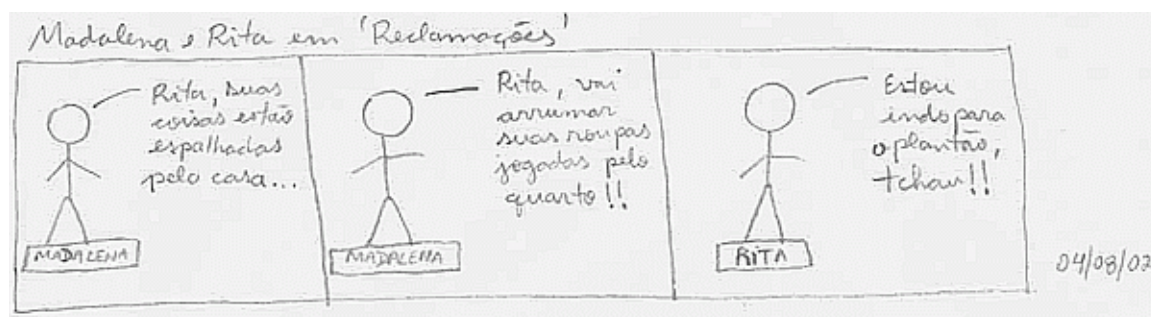 Madalena e Rita em 'Reclamações'
Rita, suas
coisas estão
espalhadas
pela casa...
MADALENA
Rita, vai
arrumar
suas roupas
jogadas pelo
quarto!!
MADALENA
Estou
indo para
o plantão,
tchau!!
RITA
04/08/02